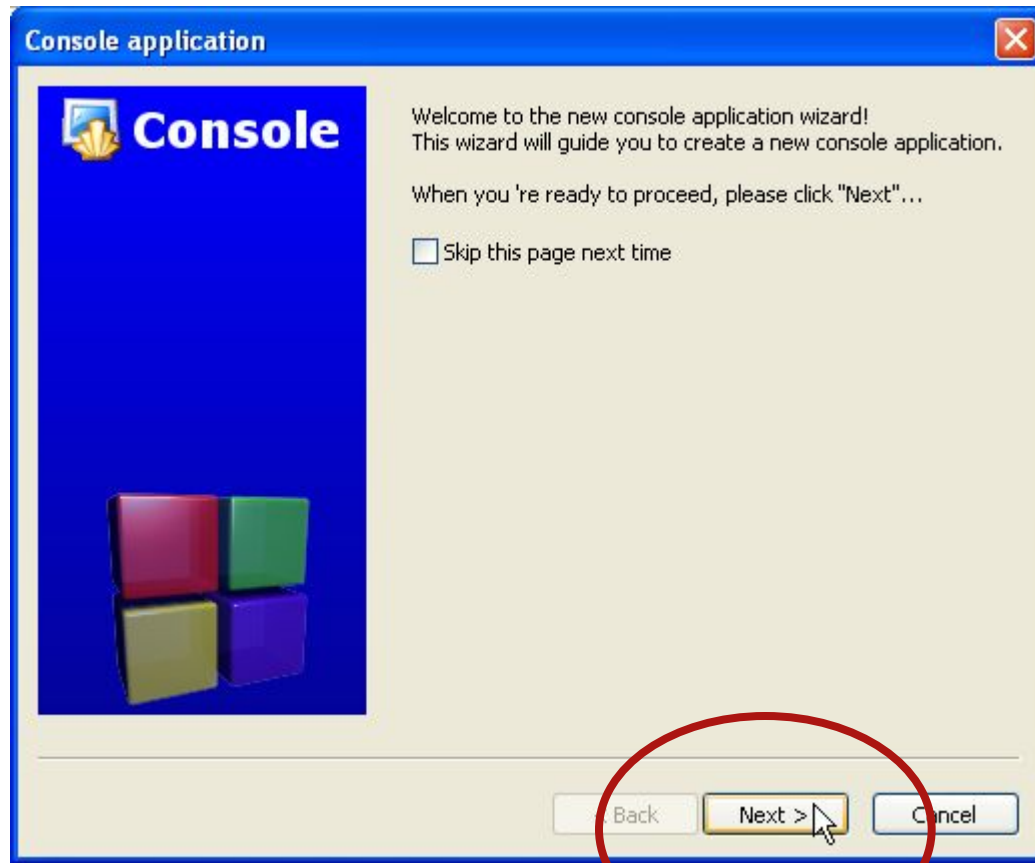 Console application
Console
Welcome to the new console application wizard!
This wizard will guide you to create a new console application.
When you 're ready to proceed, please click "Next"...
Skip this page next time
< Back
Next >
Cancel